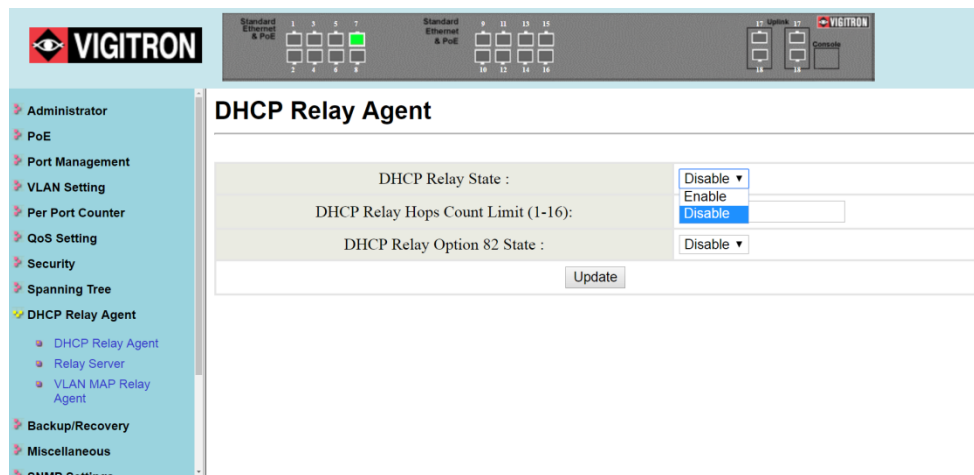 VIGITRON
Standard
Ethernet
& PoE
1 3 5 7
2 4 6 8
Standard
Ethernet
& PoE
9 11 13 15
10 12 14 16
17 Uplink 17
18 18
VIGITRON
Console
Administrator
PoE
Port Management
VLAN Setting
Per Port Counter
QoS Setting
Security
Spanning Tree
DHCP Relay Agent
DHCP Relay Agent
Relay Server
VLAN MAP Relay
Agent
Backup/Recovery
Miscellaneous
SNMP Settings
DHCP Relay Agent
DHCP Relay State :
Disable
Enable
Disable
DHCP Relay Hops Count Limit (1-16):
DHCP Relay Option 82 State :
Disable
Update